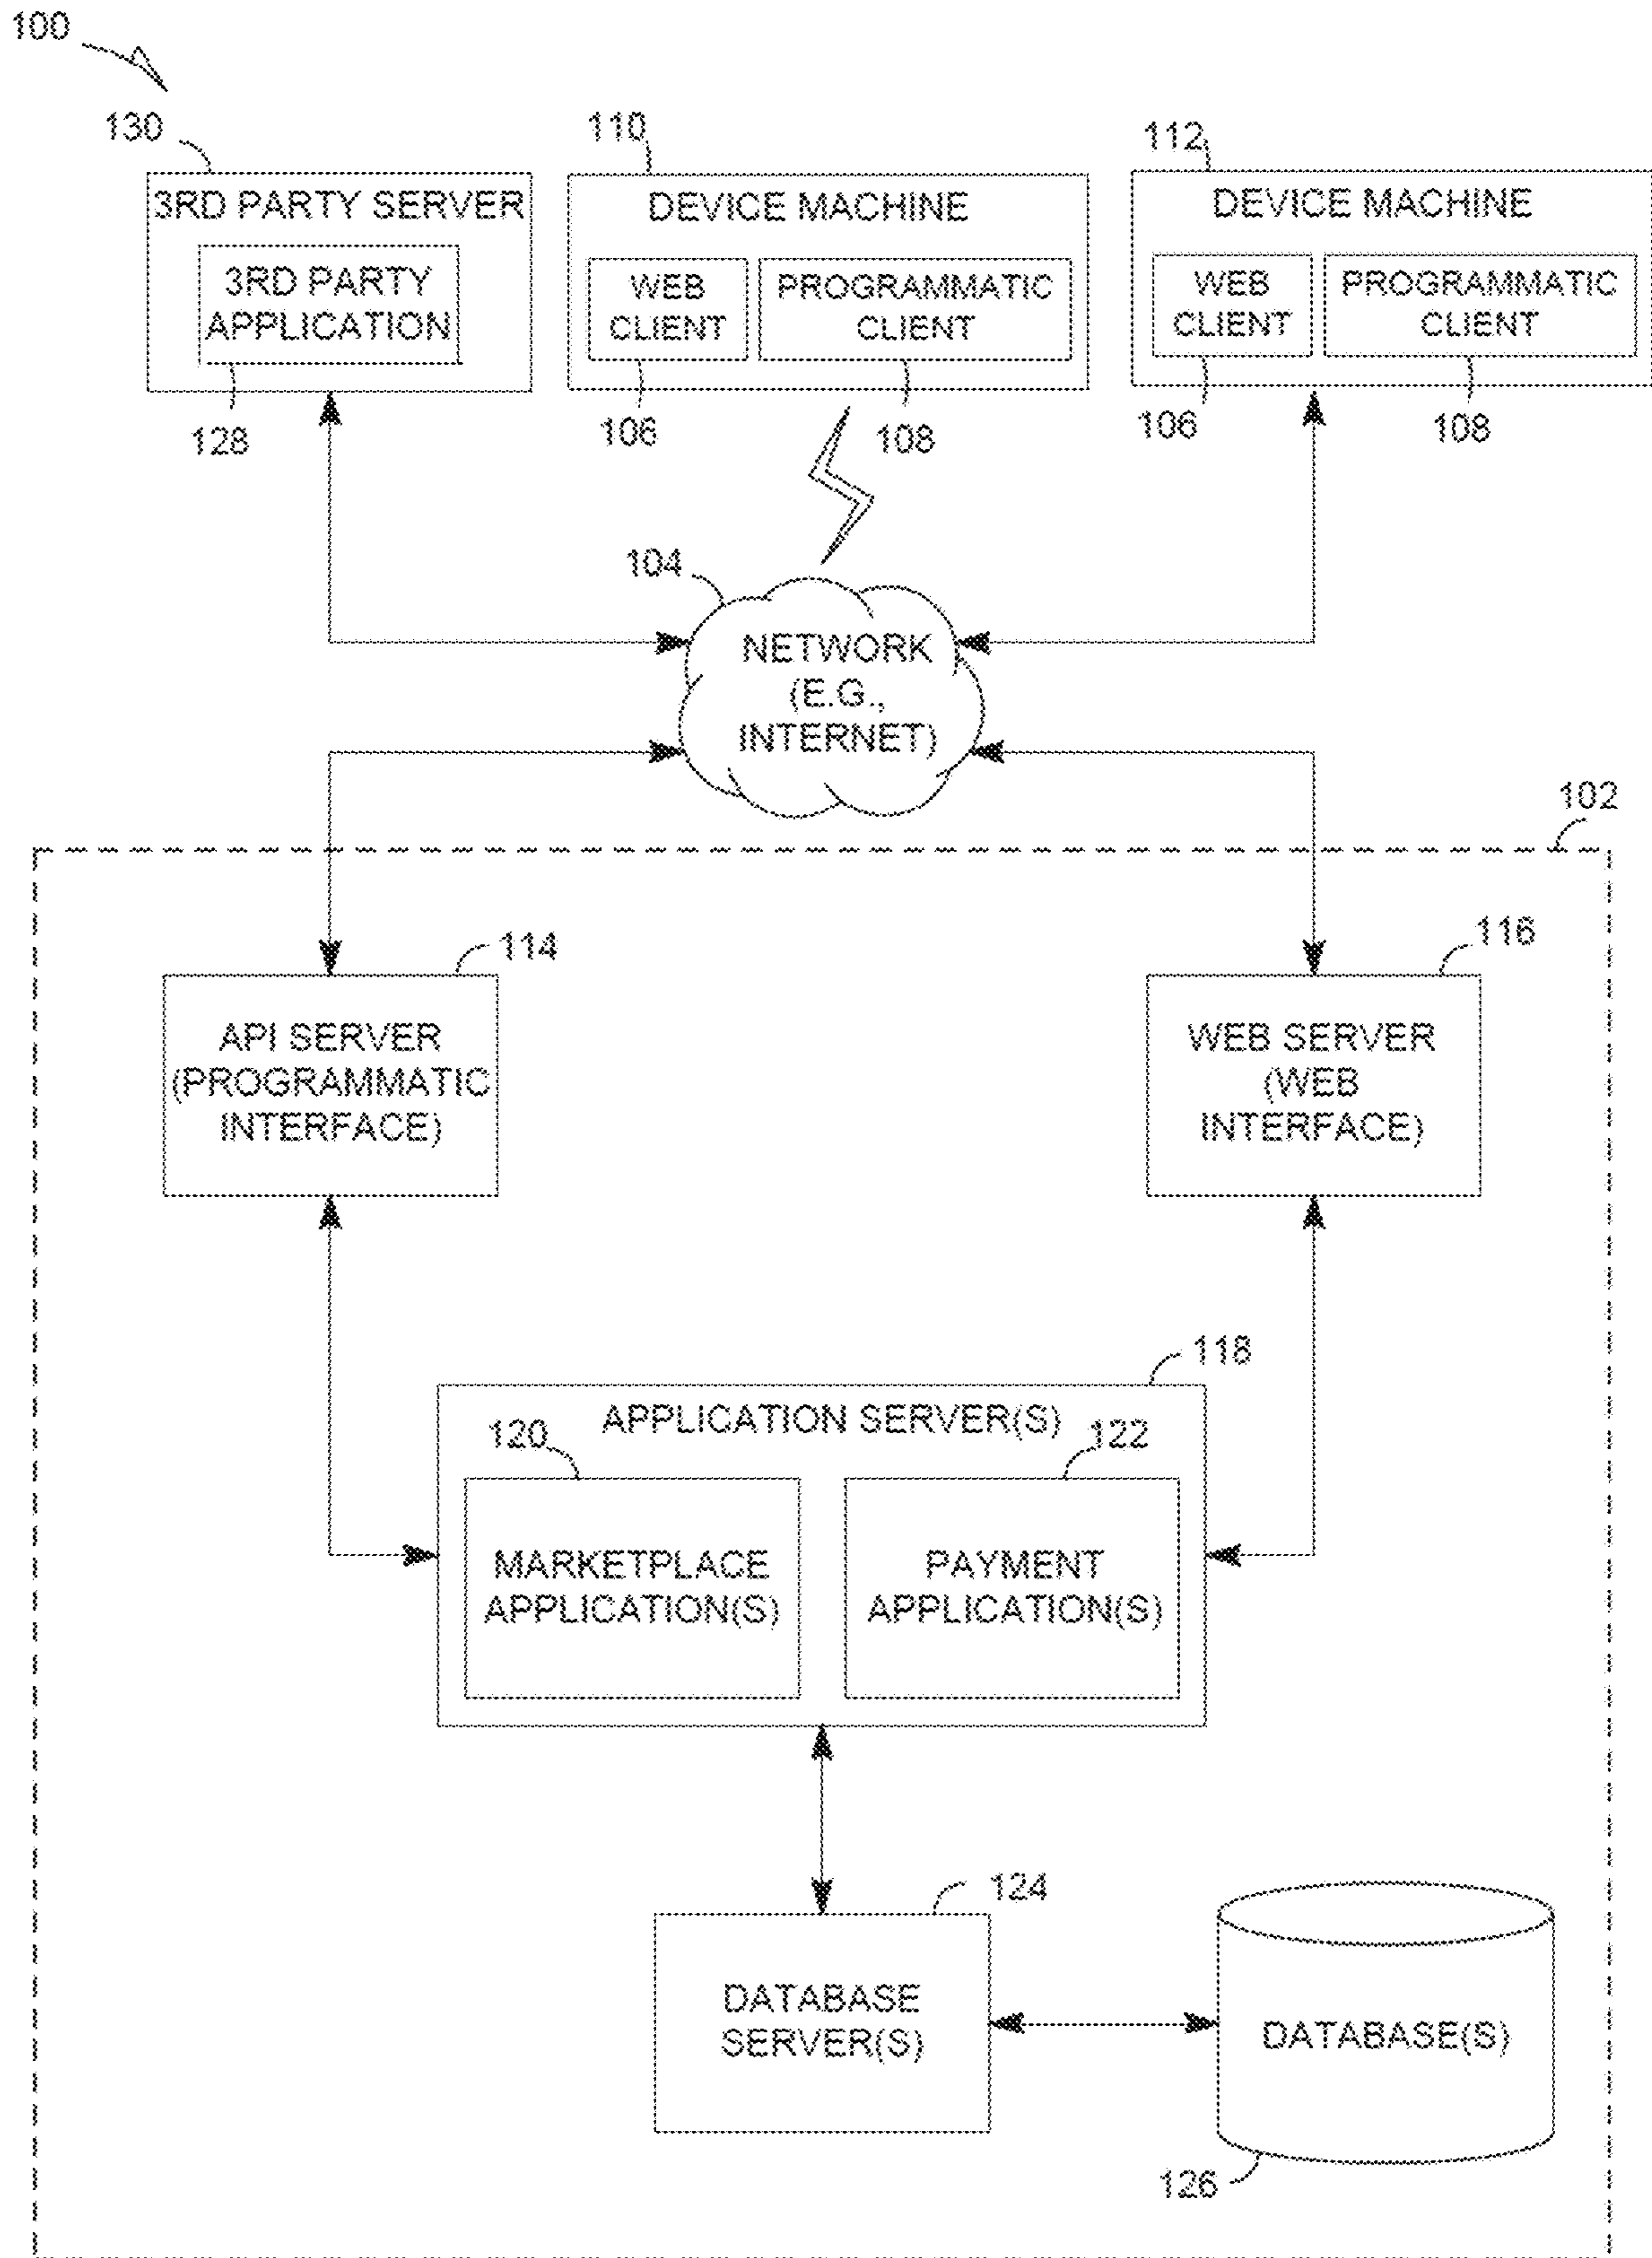 100
130
110
112
3RD PARTY SERVER
3RD PARTY
APPLICATION
128
DEVICE MACHINE
WEB
CLIENT
PROGRAMMATIC
CLIENT
106
108
DEVICE MACHINE
WEB
CLIENT
PROGRAMMATIC
CLIENT
106
108
104
NETWORK
(E.G.,
INTERNET)
102
114
API SERVER
(PROGRAMMATIC
INTERFACE)
116
WEB SERVER
(WEB
INTERFACE)
118
APPLICATION SERVER(S)
120
122
MARKETPLACE
APPLICATION(S)
PAYMENT
APPLICATION(S)
124
DATABASE
SERVER(S)
DATABASE(S)
126